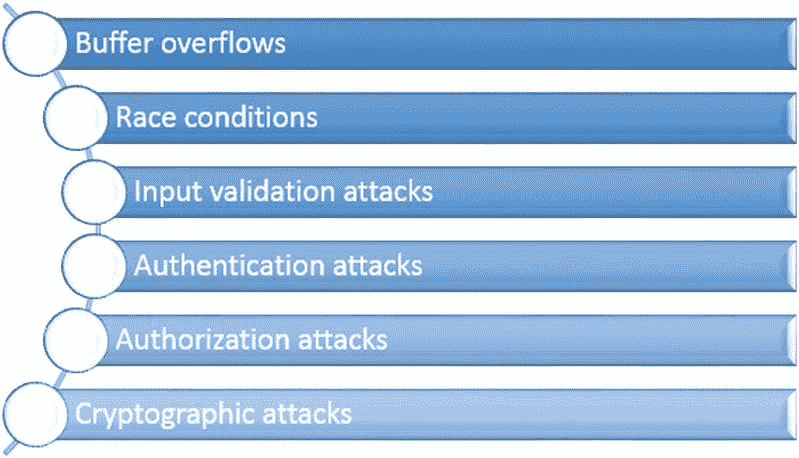 Buffer overflows
Race conditions
Input validation attacks
Authentication attacks
Authorization attacks
Cryptographic attacks